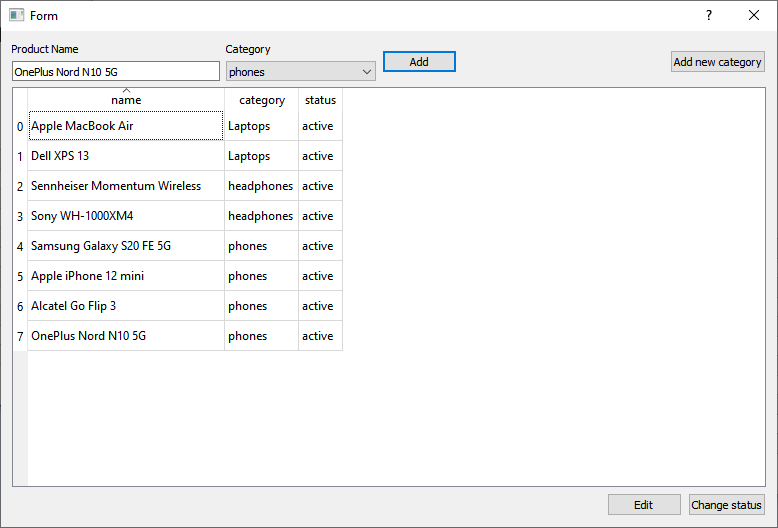 Form
?
Product Name Category
OnePlus Nord N10 5G phones Add Add new category
name category status
0 Apple MacBook Air Laptops active
1 Dell XPS 13 Laptops active
2 Sennheiser Momentum Wireless headphones active
3 Sony WH-1000XM4 headphones active
4 Samsung Galaxy S20 FE 5G phones active
5 Apple iPhone 12 mini phones active
6 Alcatel Go Flip 3 phones active
7 OnePlus Nord N10 5G phones active
Edit Change status